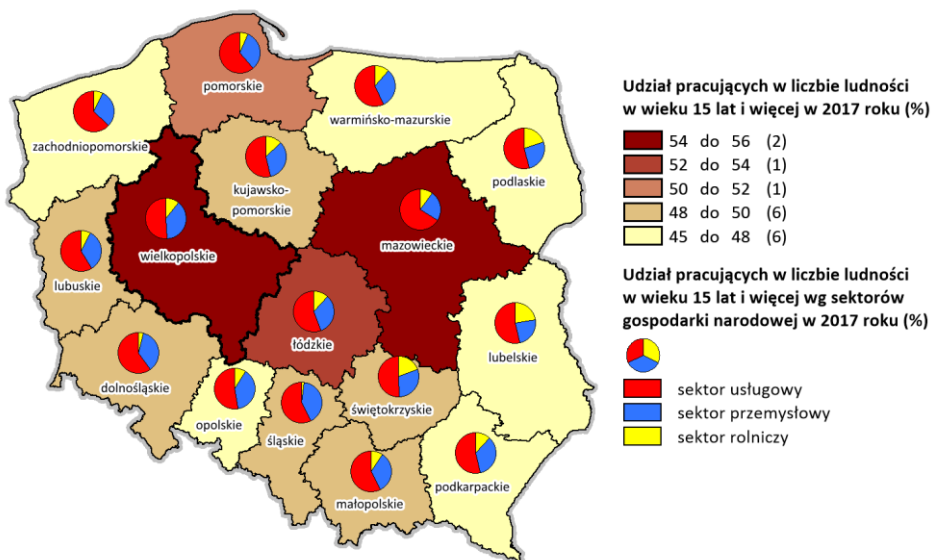 pomorskie
warmińsko-mazurskie
zachodniopomorskie
podlaskie
kujawsko-
pomorskie
mazowieckie
wielkopolskie
lubuskie
łódzkie
lubelskie
dolnośląskie
świętokrzyskie
opolskie
śląskie
podkarpackie
małopolskie
Udział pracujących w liczbie ludności
w wieku 15 lat i więcej w 2017 roku (%)
54 do 56 (2)
52 do 54 (1)
50 do 52 (1)
48 do 50 (6)
45 do 48 (6)
Udział pracujących w liczbie ludności
w wieku 15 lat i więcej wg sektorów
gospodarki narodowej w 2017 roku (%)
sektor usługowy
sektor przemysłowy
sektor rolniczy